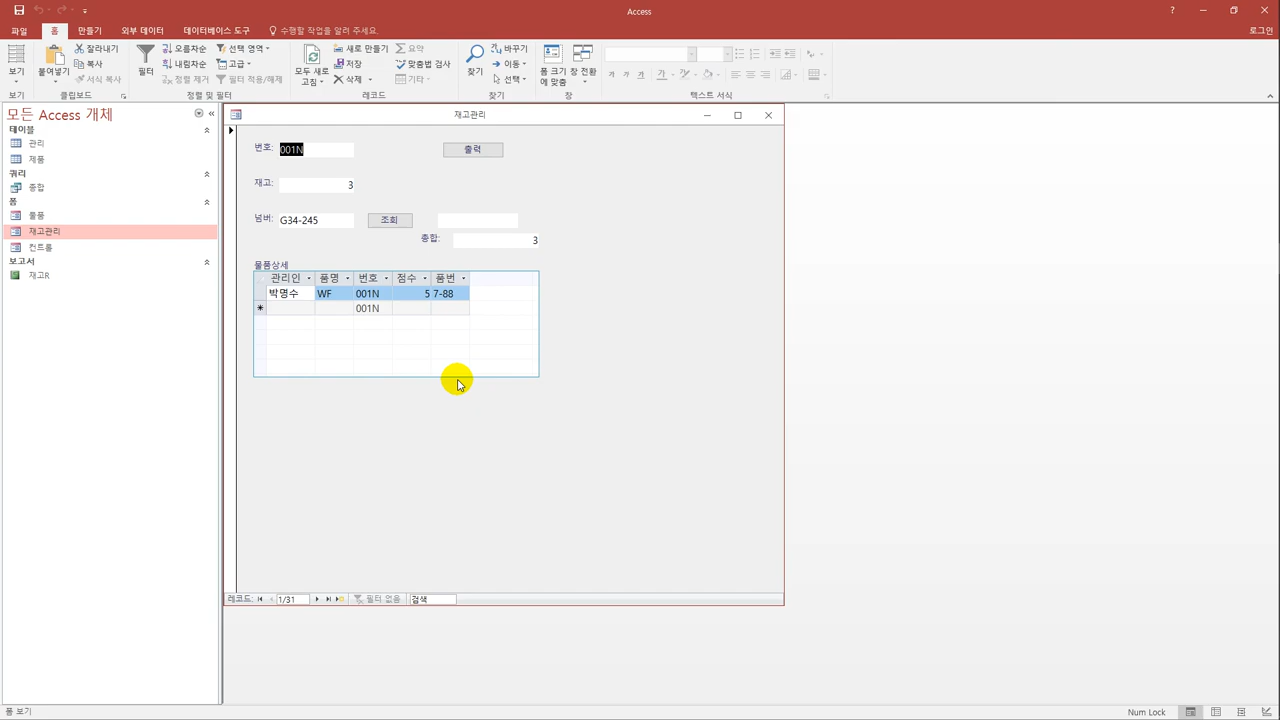 Access
로그인
파일 홈 만들기 외부 데이터 데이터베이스 도구 수행할 작업을 알려 주세요.
보기 붙여넣기 잘라내기 복사 서식 복사 필터 오름차순 내림차순 정렬 제거 선택 영역 고급 필터 적용/해제 모두 새로 고침 새로 만들기 저장 삭제 요약 맞춤법 검사 기타 찾기 바꾸기 이동 선택 폼 크기에 맞춤 창 전환 가 가 가
보기 클립보드 정렬 및 필터 레코드 찾기 창 텍스트 서식
모든 Access 개체
테이블
관리
제품
쿼리
종합
폼
물품
재고관리
컨트롤
보고서
재고R
재고관리
번호: 001N 출력
재고: 3
넘버: G34-245 조회
총합: 3
물품상세
관리인 품명 번호 점수 품번
박명수 WF 001N 5 7-88
001N
레코드: 1/31 필터 없음 검색
폼 보기 Num Lock